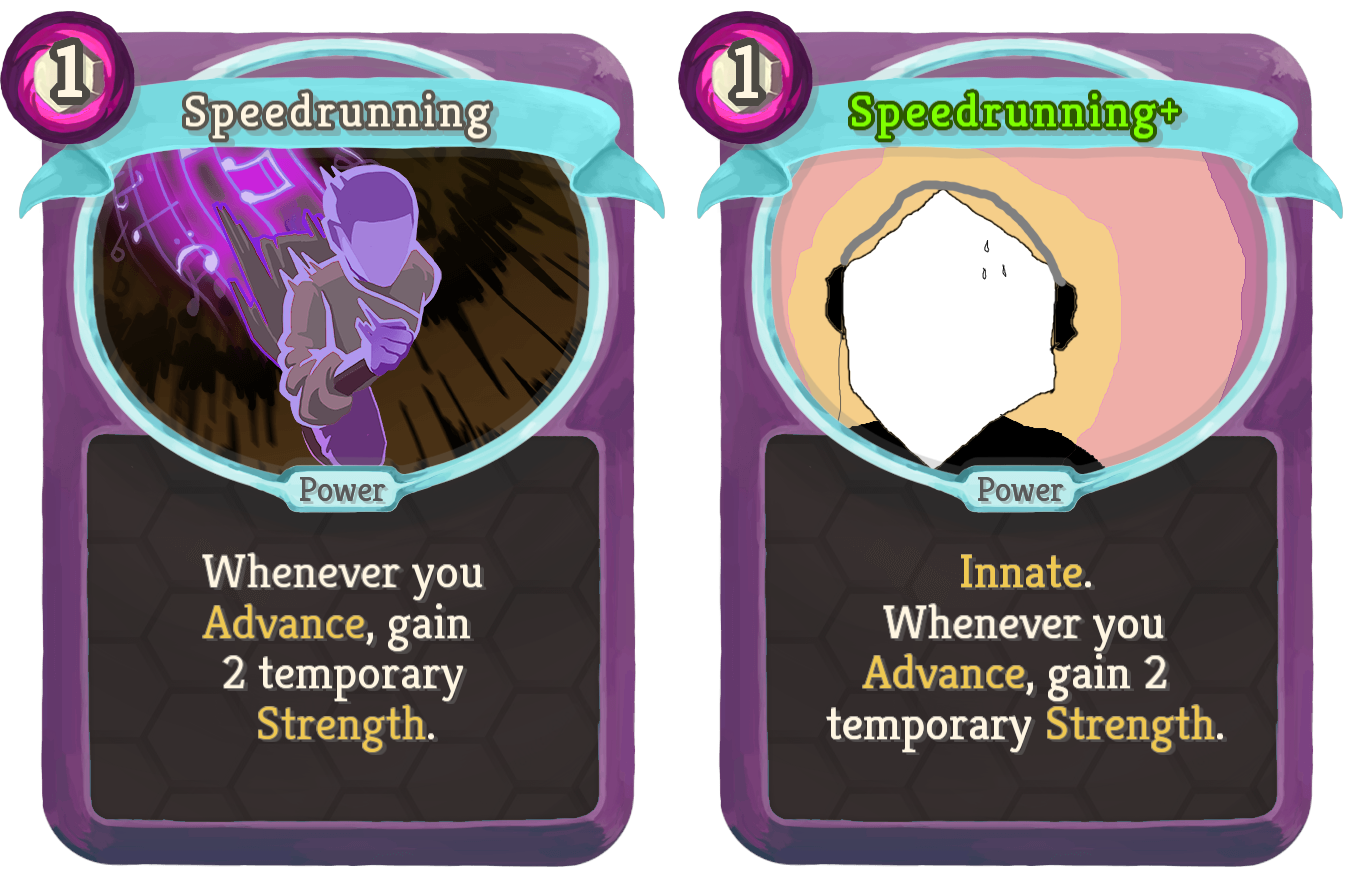 1
Speedrunning
Power
Whenever you
Advance, gain
2 temporary
Strength.
1
Speedrunning+
Power
Innate.
Whenever you
Advance, gain 2
temporary Strength.